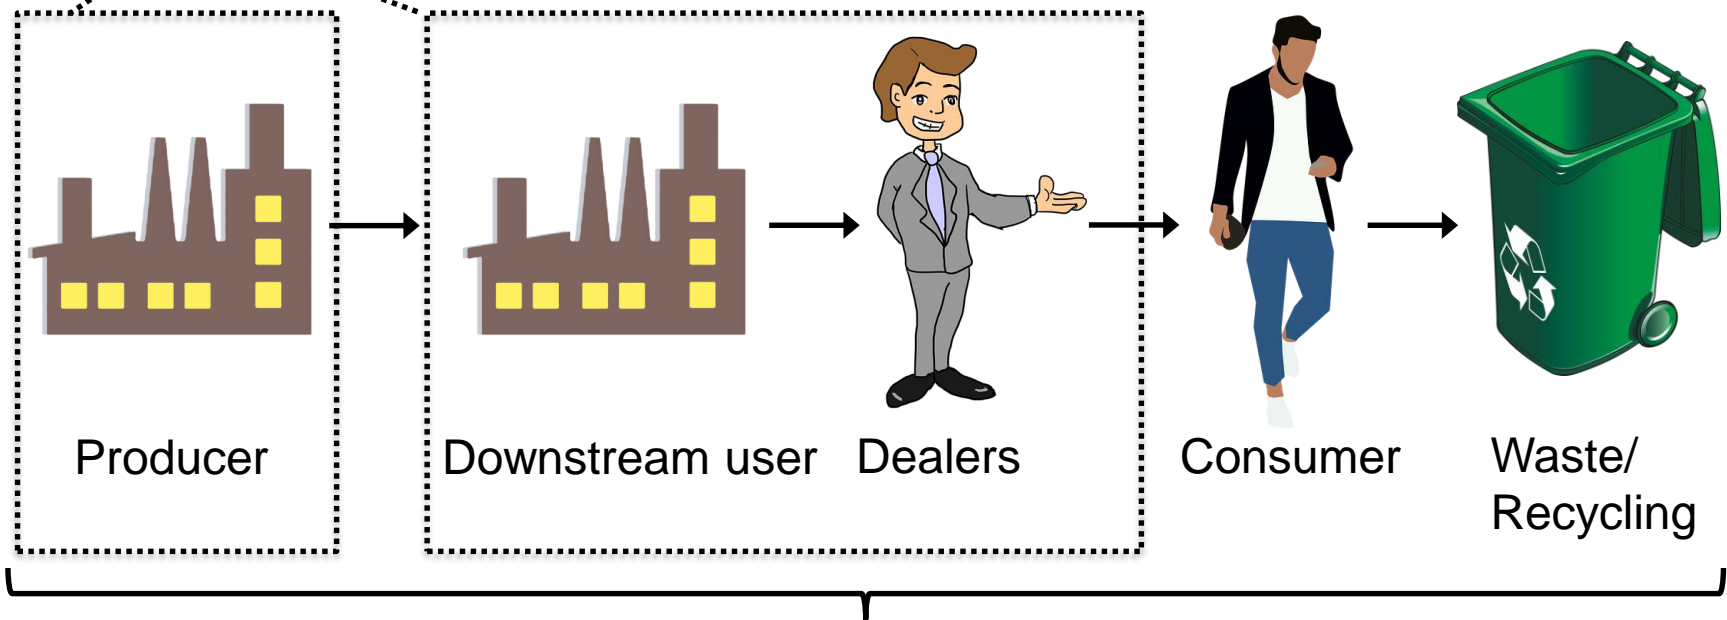 Producer
Downstream user
Dealers
Consumer
Waste/
Recycling